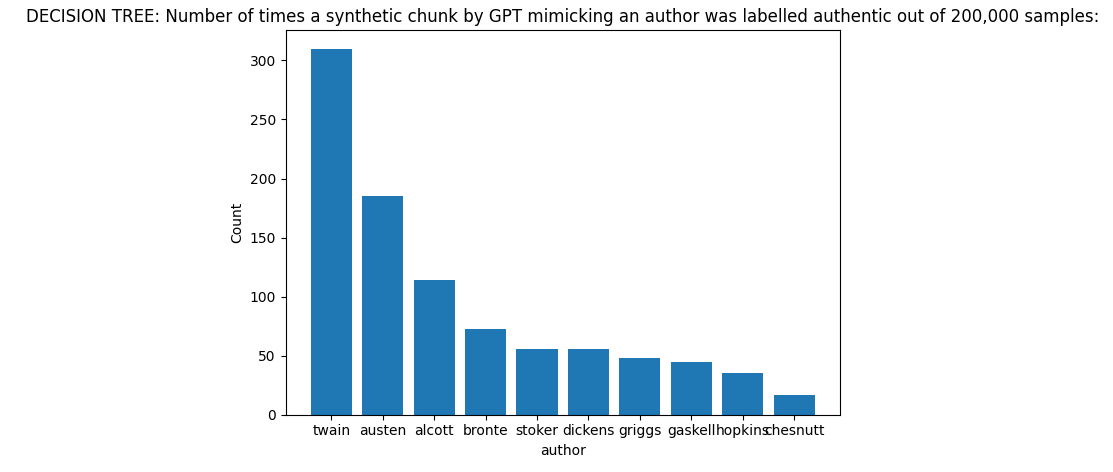 DECISION TREE: Number of times a synthetic chunk by GPT mimicking an author was labelled authentic out of 200,000 samples:
300
250
200
150
100
50
0
Count
twain austen alcott bronte stoker dickens griggs gaskell hopkins chesnutt
author